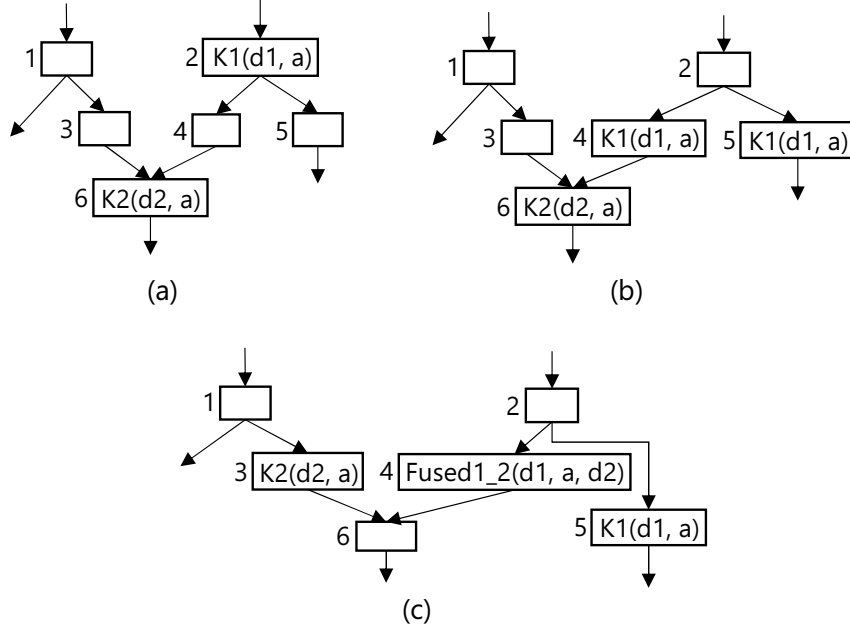 1
2 K1(d1, a)
3
4
5
6 K2(d2, a)
(a)
1
2
3
4 K1(d1, a)
5 K1(d1, a)
6 K2(d2, a)
(b)
1
2
3 K2(d2, a)
4 Fused1_2(d1, a, d2)
5 K1(d1, a)
6
(c)